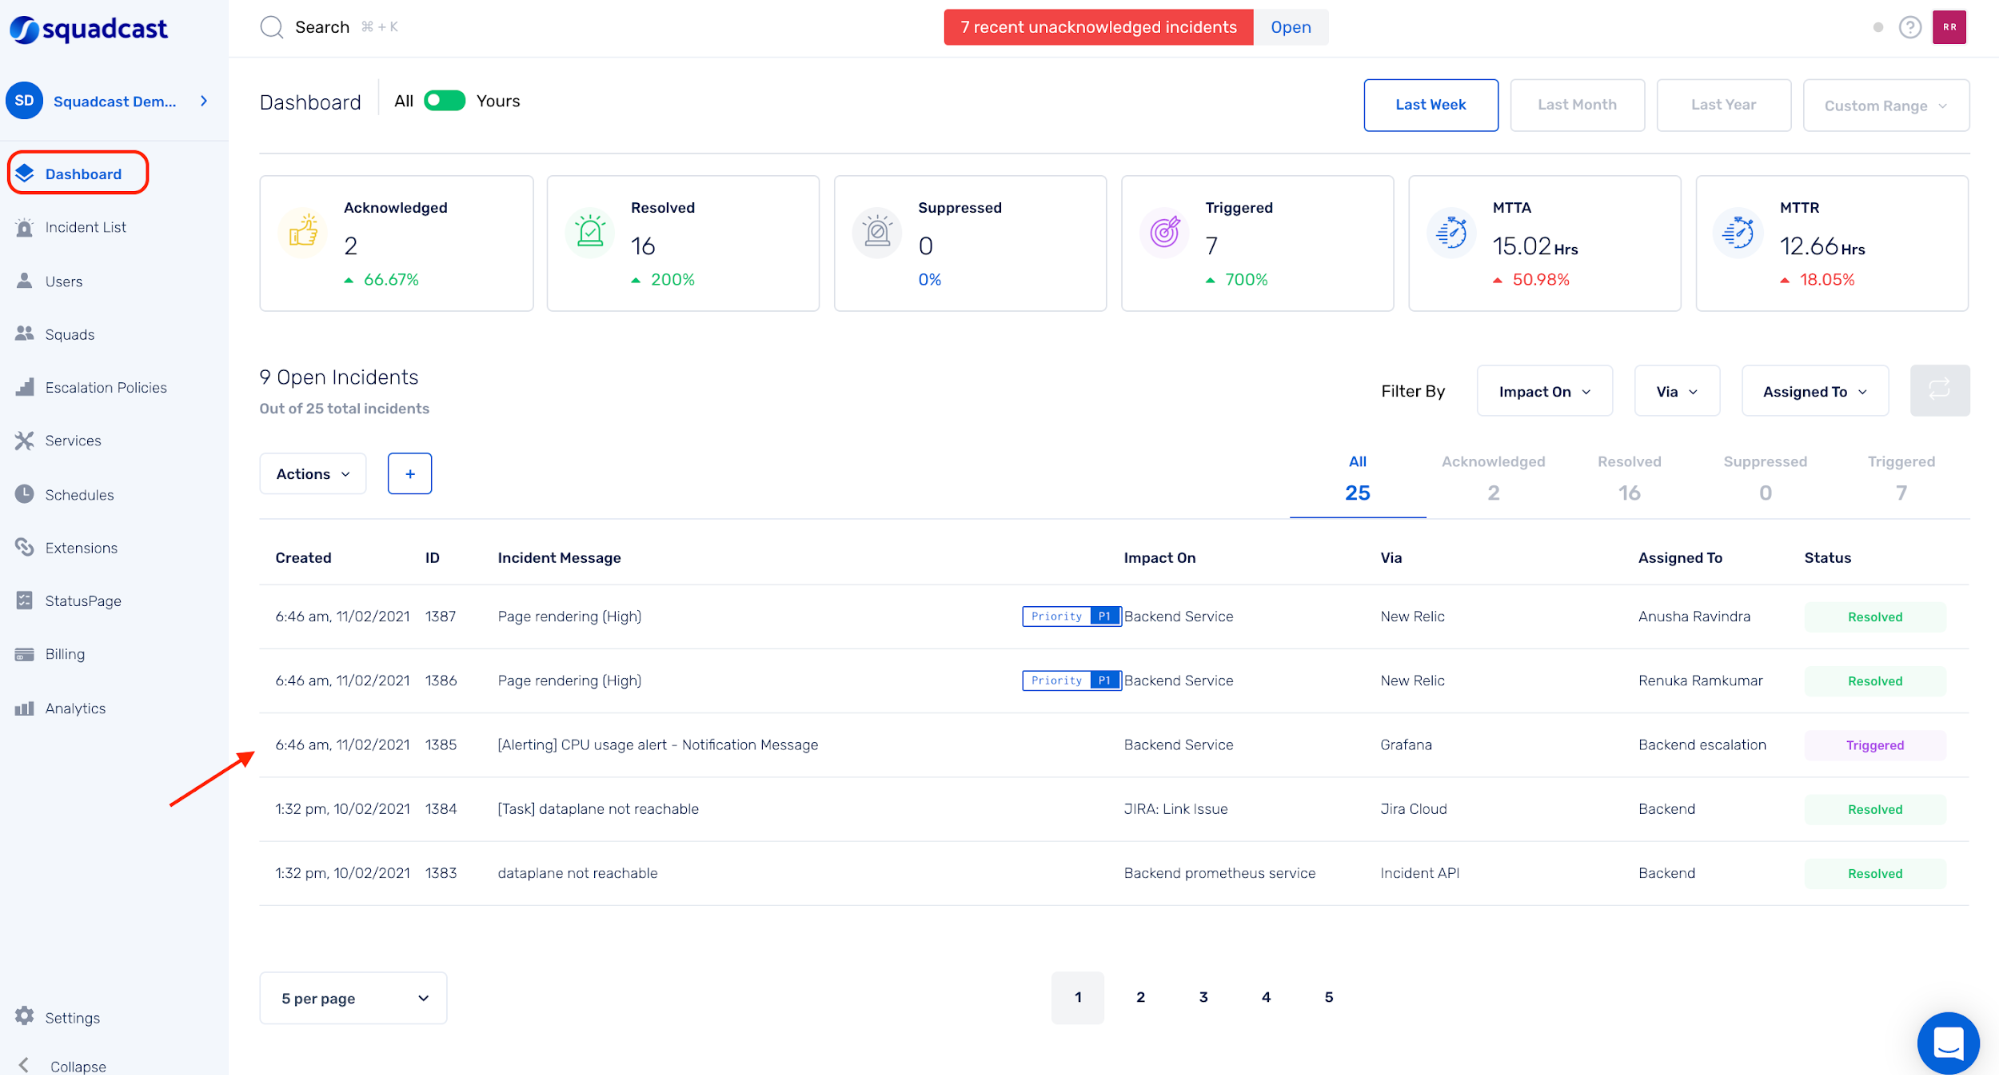 squadcast
Search ⌘ + K
7 recent unacknowledged incidents Open
? RR
SD Squadcast Dem...
Dashboard
Incident List
Users
Squads
Escalation Policies
Services
Schedules
Extensions
StatusPage
Billing
Analytics
Settings
Collapse
Dashboard All Yours
Last Week Last Month Last Year Custom Range
Acknowledged
2
66.67%
Resolved
16
200%
Suppressed
0
0%
Triggered
7
700%
MTTA
15.02 Hrs
50.98%
MTTR
12.66 Hrs
18.05%
9 Open Incidents
Out of 25 total incidents
Filter By Impact On Via Assigned To
Actions +
All Acknowledged Resolved Suppressed Triggered
25 2 16 0 7
Created ID Incident Message Impact On Via Assigned To Status
6:46 am, 11/02/2021 1387 Page rendering (High) Priority P1 Backend Service New Relic Anusha Ravindra Resolved
6:46 am, 11/02/2021 1386 Page rendering (High) Priority P1 Backend Service New Relic Renuka Ramkumar Resolved
6:46 am, 11/02/2021 1385 [Alerting] CPU usage alert - Notification Message Backend Service Grafana Backend escalation Triggered
1:32 pm, 10/02/2021 1384 [Task] dataplane not reachable JIRA: Link Issue Jira Cloud Backend Resolved
1:32 pm, 10/02/2021 1383 dataplane not reachable Backend prometheus service Incident API Backend Resolved
5 per page 1 2 3 4 5